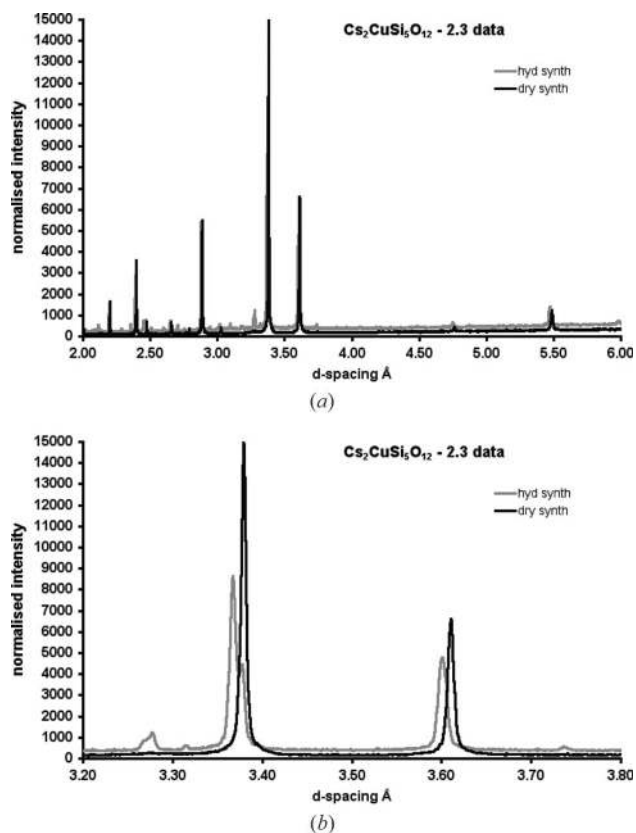 Cs₂CuSi₅O₁₂ - 2.3 data
hyd synth
dry synth
normalised intensity
15000
14000
13000
12000
11000
10000
9000
8000
7000
6000
5000
4000
3000
2000
1000
0
2.00 2.50 3.00 3.50 4.00 4.50 5.00 5.50 6.00
d-spacing Å
(a)
Cs₂CuSi₅O₁₂ - 2.3 data
hyd synth
dry synth
normalised intensity
15000
14000
13000
12000
11000
10000
9000
8000
7000
6000
5000
4000
3000
2000
1000
0
3.20 3.30 3.40 3.50 3.60 3.70 3.80
d-spacing Å
(b)